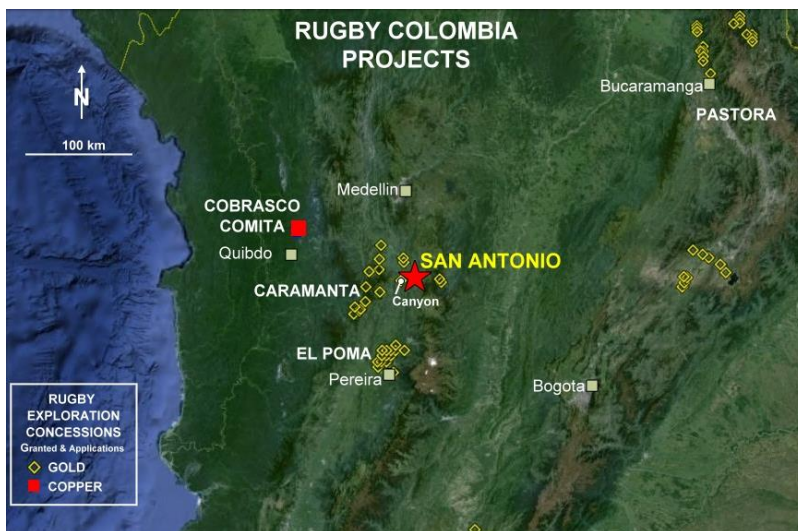 RUGBY COLOMBIA
PROJECTS
N
100 km
Bucaramanga
PASTORA
Medellin
COBRASCO
COMITA
Quibdo
SAN ANTONIO
CARAMANTA
Canyon
EL POMA
Pereira
Bogota
RUGBY
EXPLORATION
CONCESSIONS
Granted & Applications
GOLD
COPPER